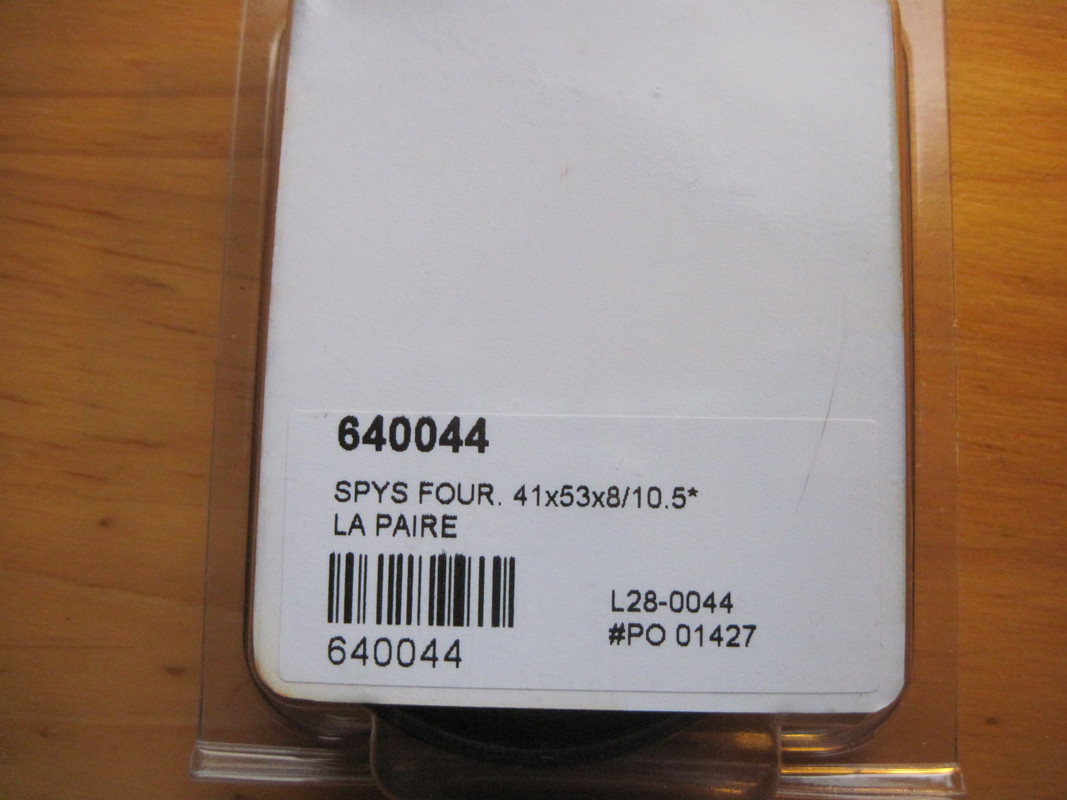 640044
SPYS FOUR. 41x53x8/10.5*
LA PAIRE
L28-0044
#PO 01427
640044